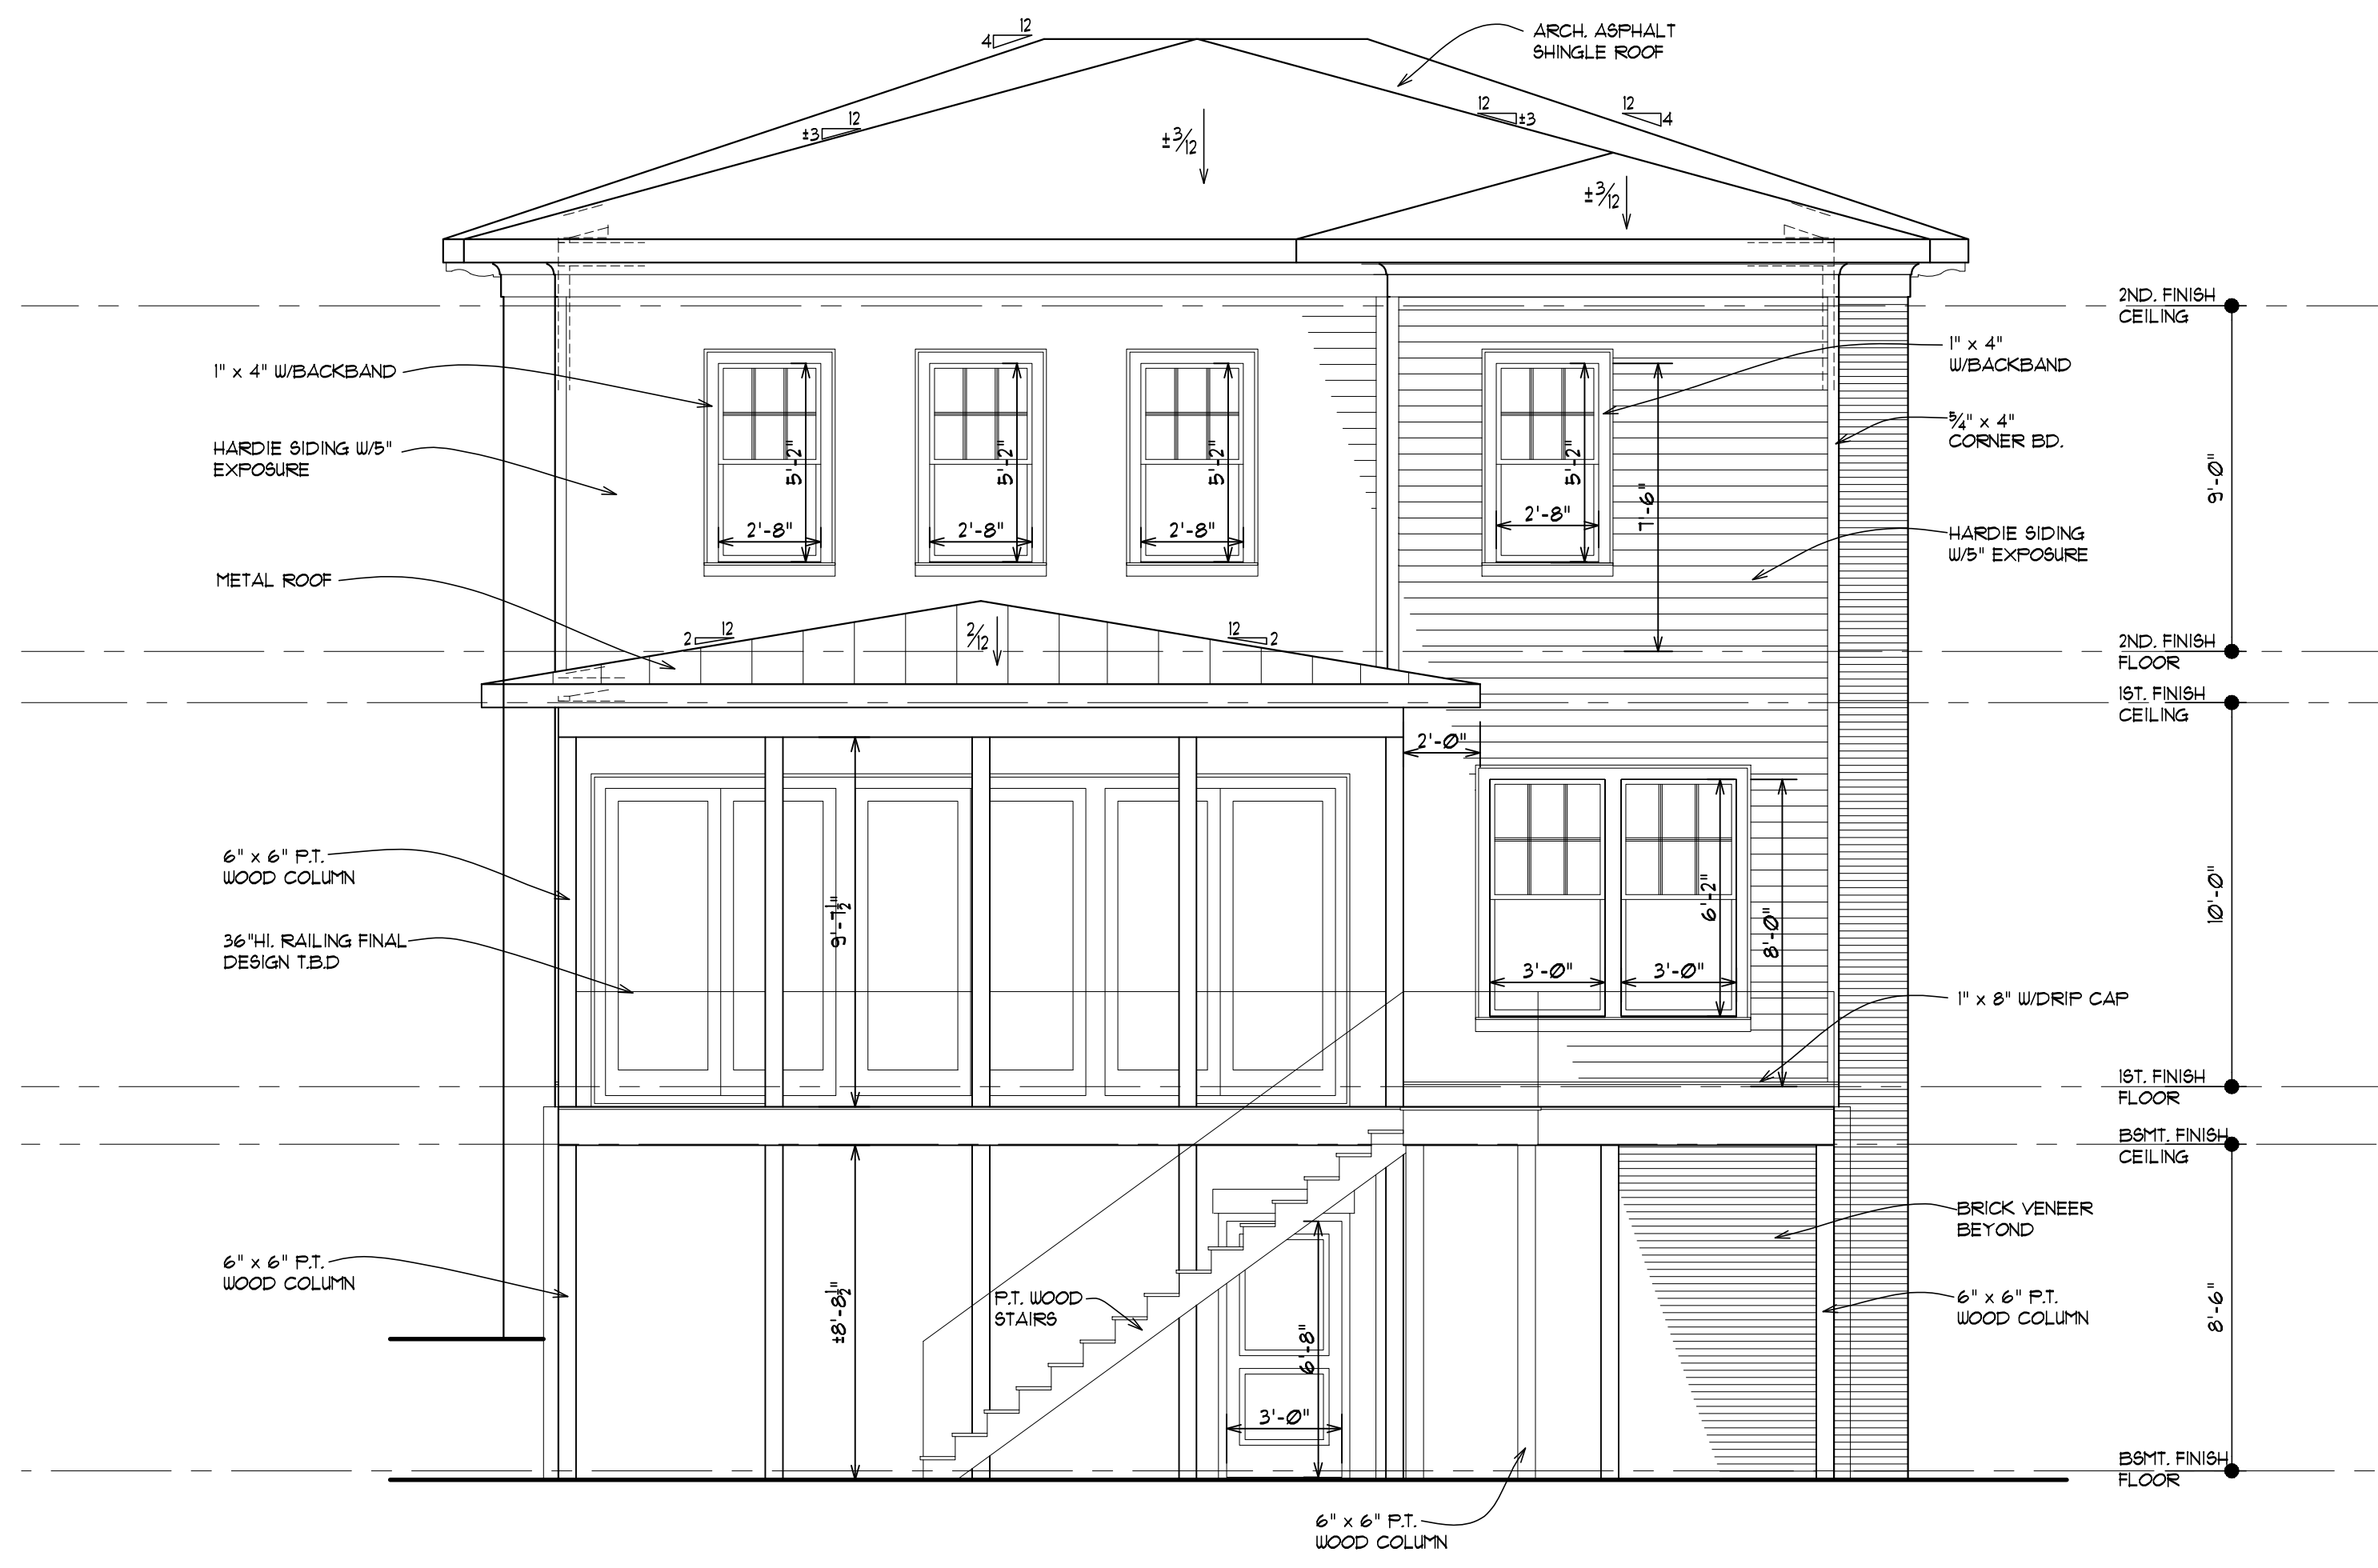 12
4
ARCH. ASPHALT
SHINGLE ROOF
12
±3
±3/12
12
±3
12
4
±3/12
2ND. FINISH
CEILING
1" x 4" W/BACKBAND
1" x 4"
W/BACKBAND
5/4" x 4"
CORNER BD.
HARDIE SIDING W/5"
EXPOSURE
5'-2"
5'-2"
5'-2"
5'-2"
7'-6"
9'-0"
2'-8"
2'-8"
2'-8"
2'-8"
HARDIE SIDING
W/5" EXPOSURE
METAL ROOF
2
12
2/12
12
2
2ND. FINISH
FLOOR
1ST. FINISH
CEILING
2'-0"
6" x 6" P.T.
WOOD COLUMN
9'-7 1/2"
6'-2"
8'-0"
10'-0"
36"HI. RAILING FINAL
DESIGN T.B.D
3'-0"
3'-0"
1" x 8" W/DRIP CAP
1ST. FINISH
FLOOR
BSMT. FINISH
CEILING
BRICK VENEER
BEYOND
6" x 6" P.T.
WOOD COLUMN
±8'-8 1/2"
P.T. WOOD
STAIRS
6'-8"
6" x 6" P.T.
WOOD COLUMN
8'-6"
3'-0"
BSMT. FINISH
FLOOR
6" x 6" P.T.
WOOD COLUMN